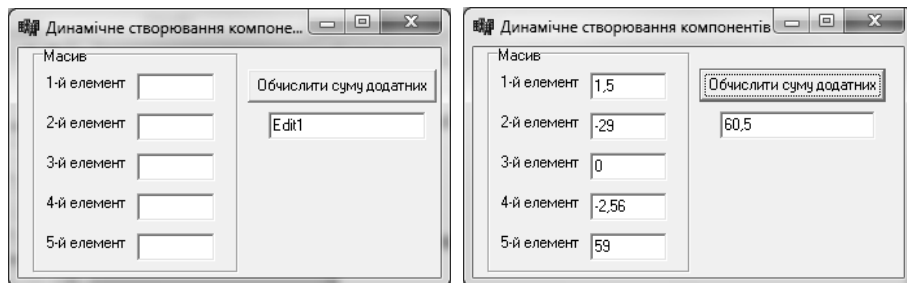 Динамічне створювання компоне...
Масив
1-й елемент
Обчислити суму додатних
2-й елемент
Edit1
3-й елемент
4-й елемент
5-й елемент
Динамічне створювання компонентів
Масив
1-й елемент 1,5
Обчислити суму додатних
2-й елемент -29
60,5
3-й елемент 0
4-й елемент -2,56
5-й елемент 59